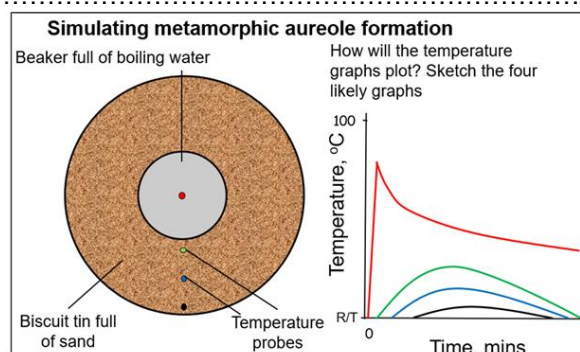 Simulating metamorphic aureole formation
Beaker full of boiling water
How will the temperature
graphs plot? Sketch the four
likely graphs
100
Temperature, ºC
R/T
0
Time, mins
Biscuit tin full
of sand
Temperature
probes